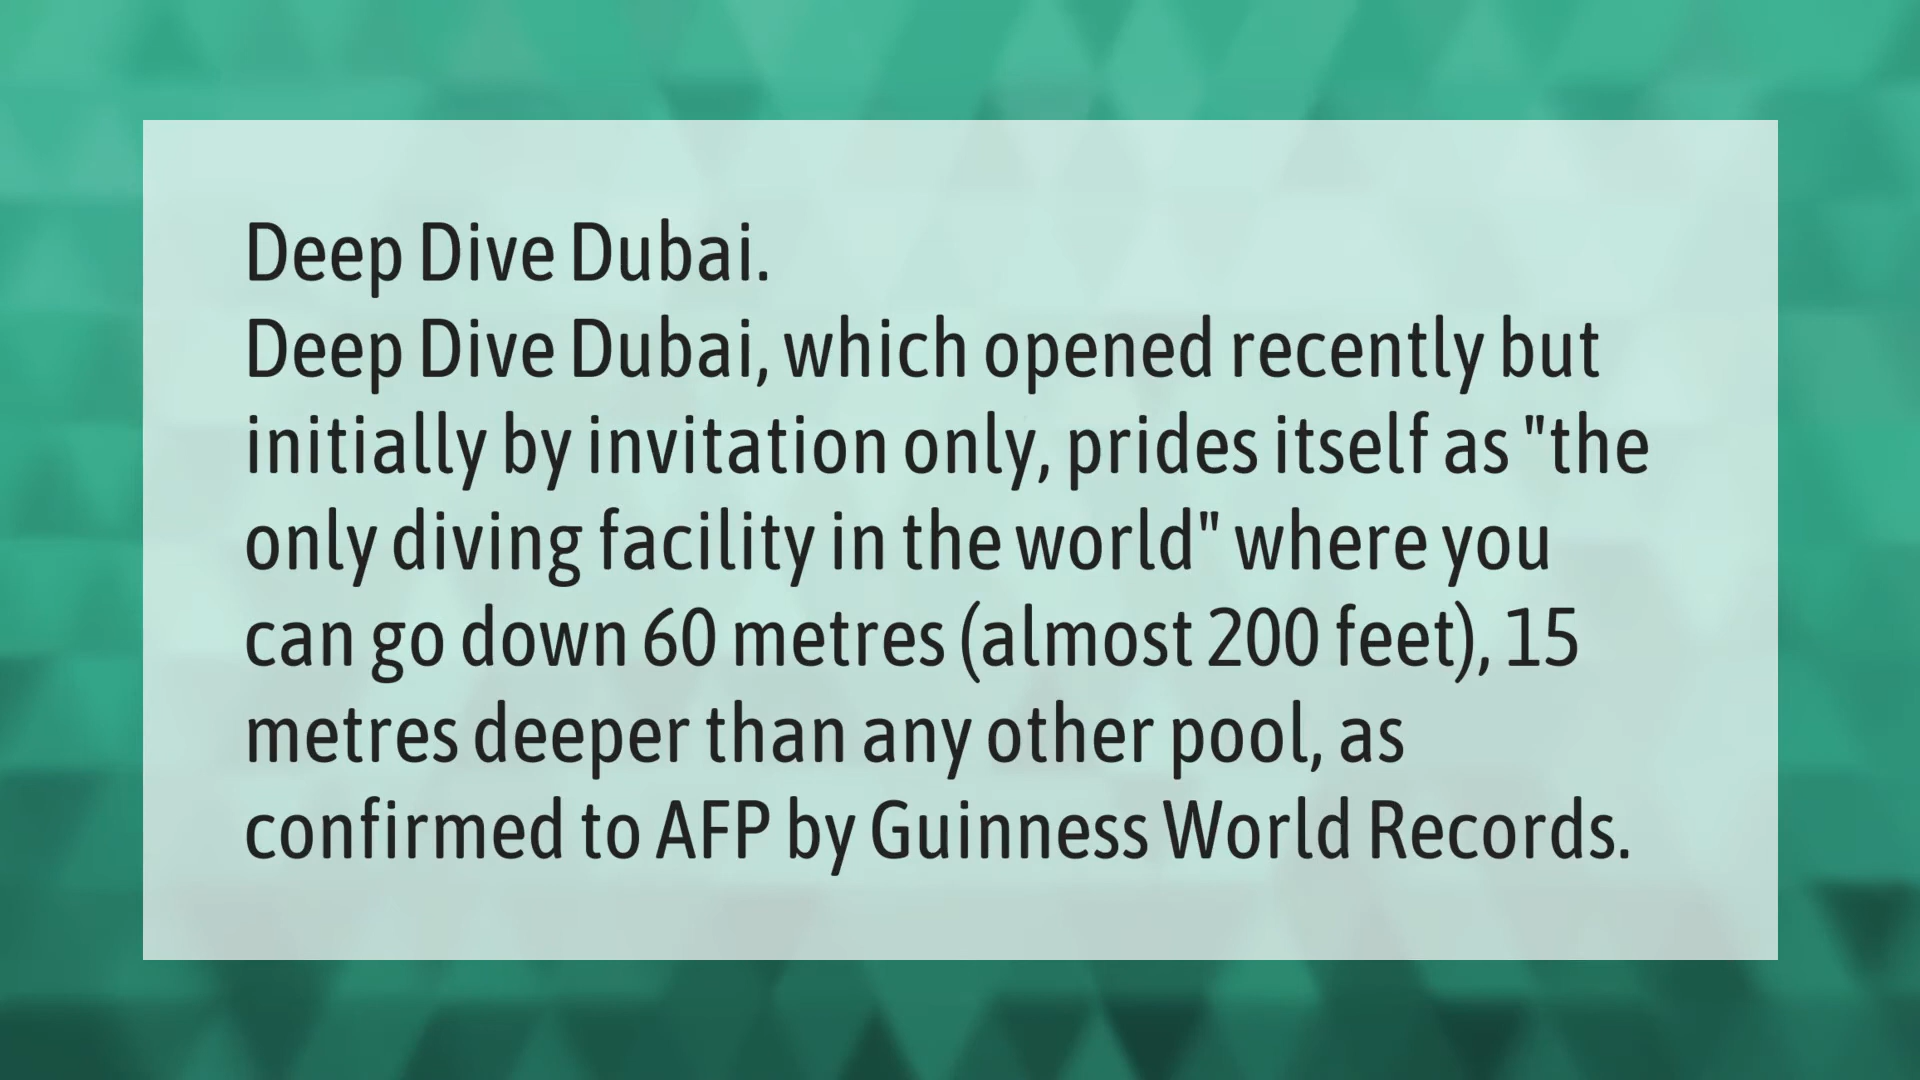 Deep Dive Dubai.
Deep Dive Dubai, which opened recently but
initially by invitation only, prides itself as "the
only diving facility in the world" where you
can go down 60 metres (almost 200 feet), 15
metres deeper than any other pool, as
confirmed to AFP by Guinness World Records.